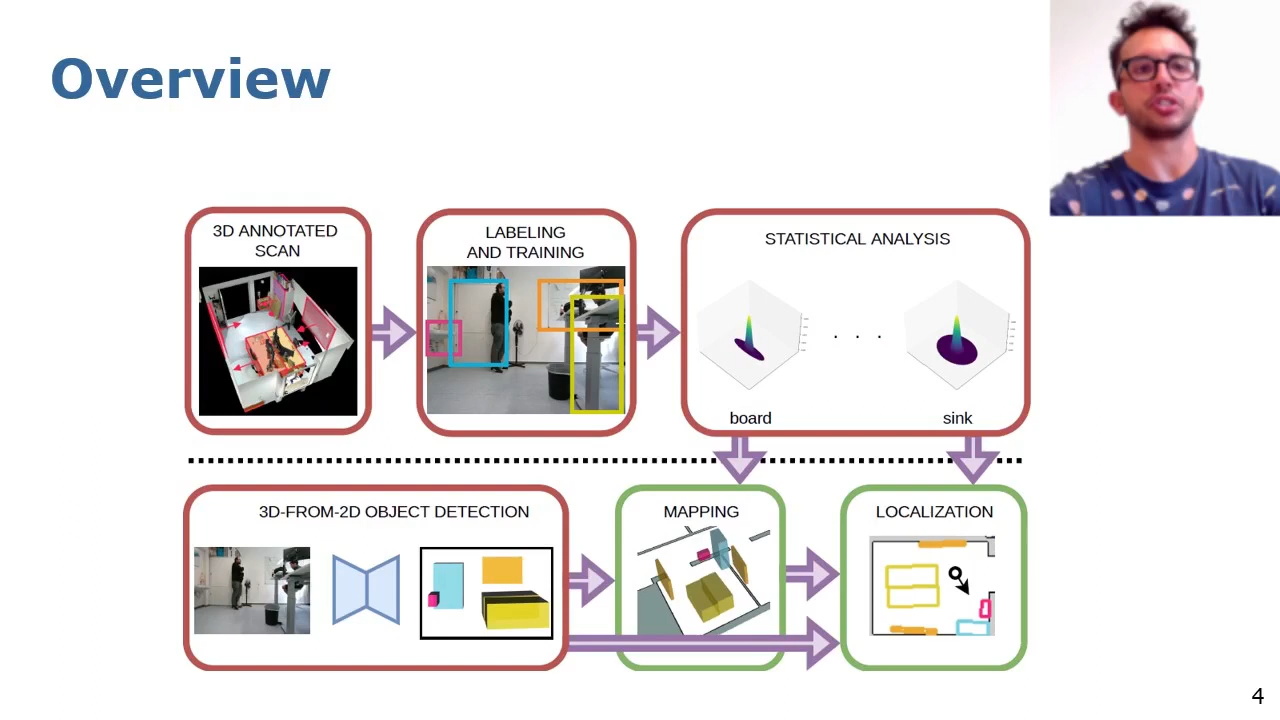 Overview
3D ANNOTATED
SCAN
LABELING
AND TRAINING
STATISTICAL ANALYSIS
. . .
board
sink
3D-FROM-2D OBJECT DETECTION
MAPPING
LOCALIZATION
4